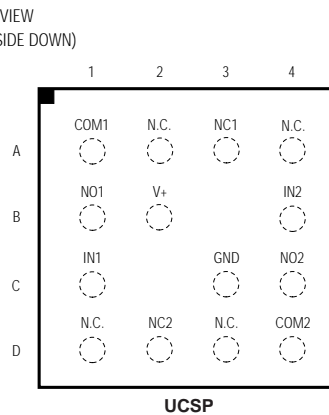 VIEW
SIDE DOWN)
1 2 3 4
COM1 N.C. NC1 N.C.
A
NO1 V+ IN2
B
IN1 GND NO2
C
N.C. NC2 N.C. COM2
D
UCSP